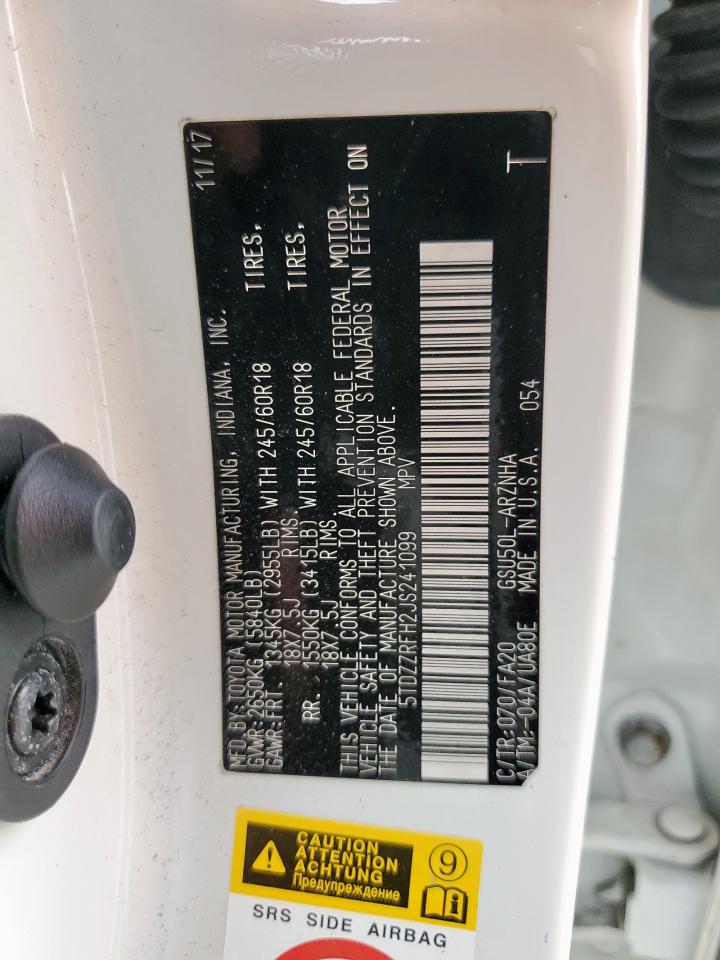 MFD BY:TOYOTA MOTOR MANUFACTURING, INDIANA, INC. 11/17
GVWR:2650KG(5840LB)
GAWR:FRT. 1345KG (2955LB) WITH 245/60R18 TIRES,
18X7.5J RIMS
RR. 1550KG (3415LB) WITH 245/60R18 TIRES,
18X7.5J RIMS
THIS VEHICLE CONFORMS TO ALL APPLICABLE FEDERAL MOTOR
VEHICLE SAFETY AND THEFT PREVENTION STANDARDS IN EFFECT ON
THE DATE OF MANUFACTURE SHOWN ABOVE.
5TDZZRFH2JS241099 MPV
C/TR:070/FA20 GSU50L-ARZNHA T
A/TM:-04A/UA80E MADE IN U.S.A. 054
CAUTION
ATTENTION
ACHTUNG
Предупреждение
9
i
SRS SIDE AIRBAG